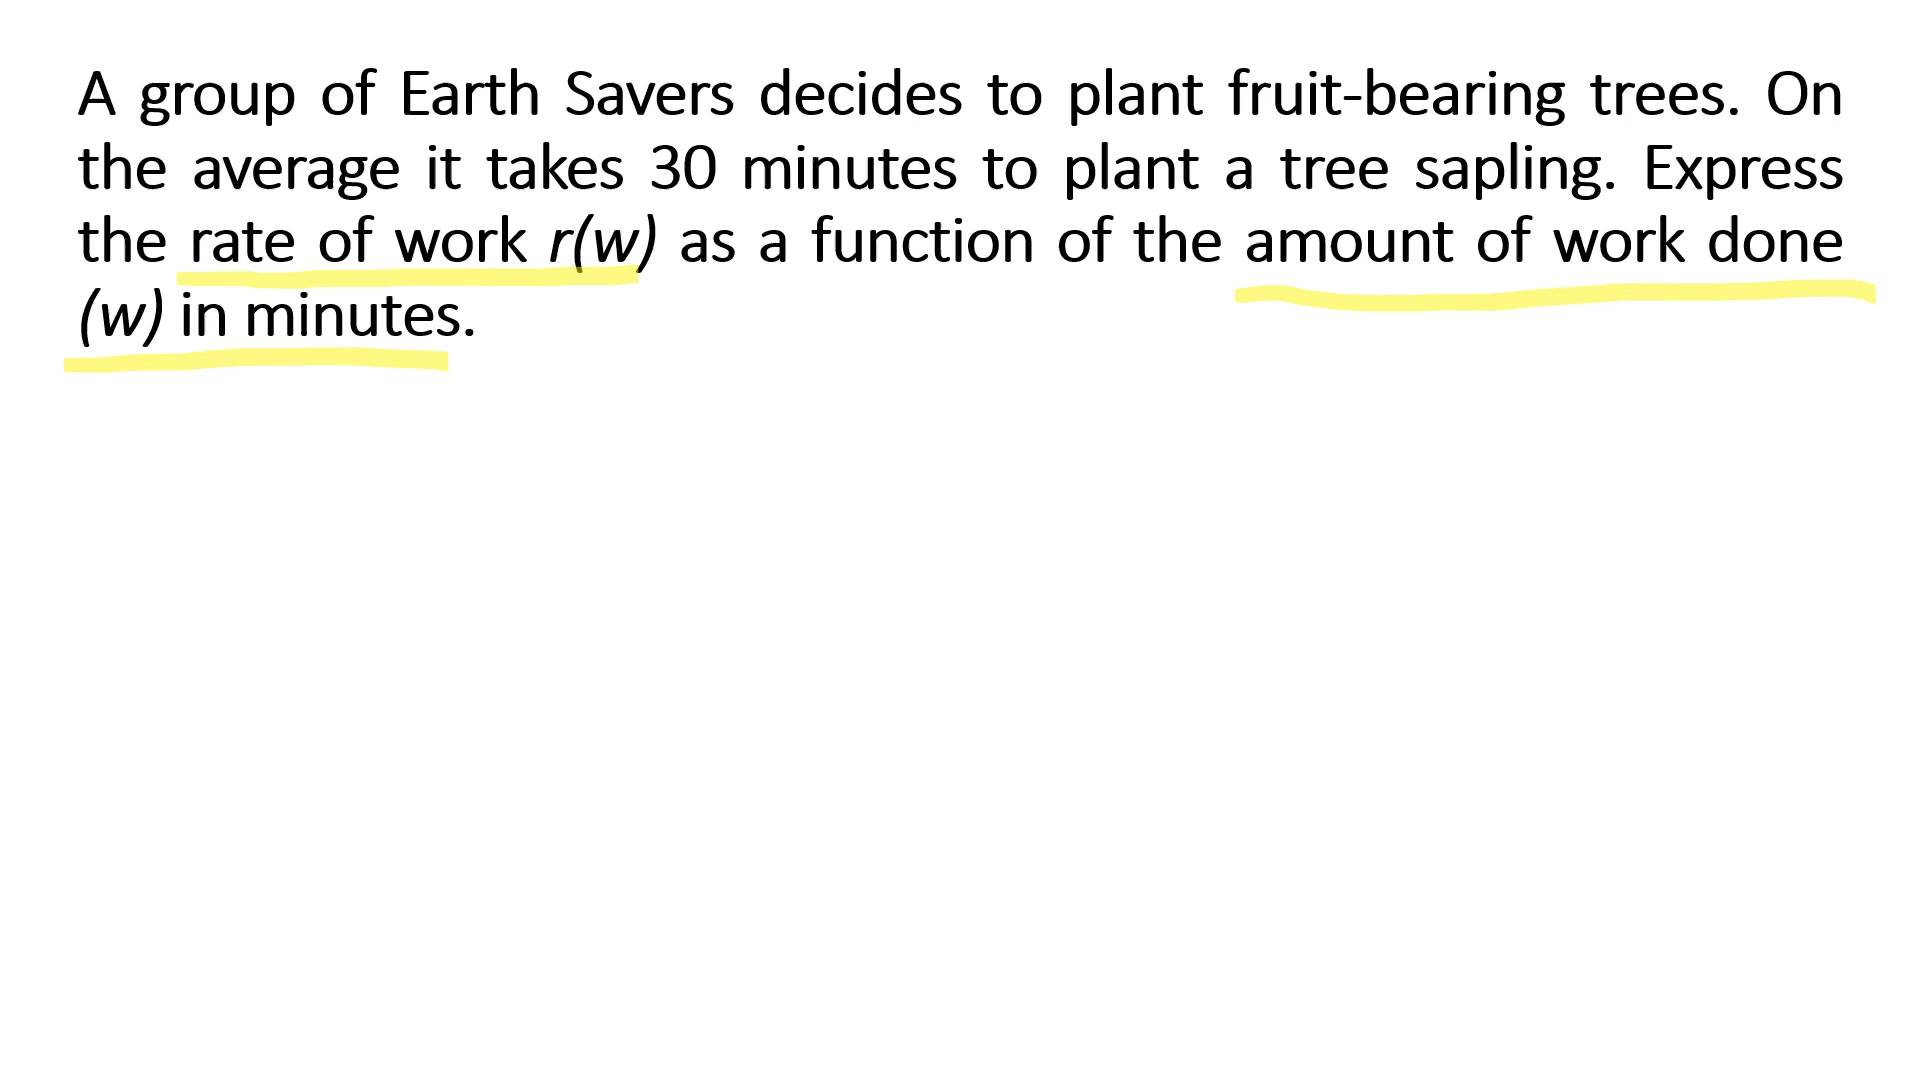 A group of Earth Savers decides to plant fruit-bearing trees. On
the average it takes 30 minutes to plant a tree sapling. Express
the rate of work r(w) as a function of the amount of work done
(w) in minutes.